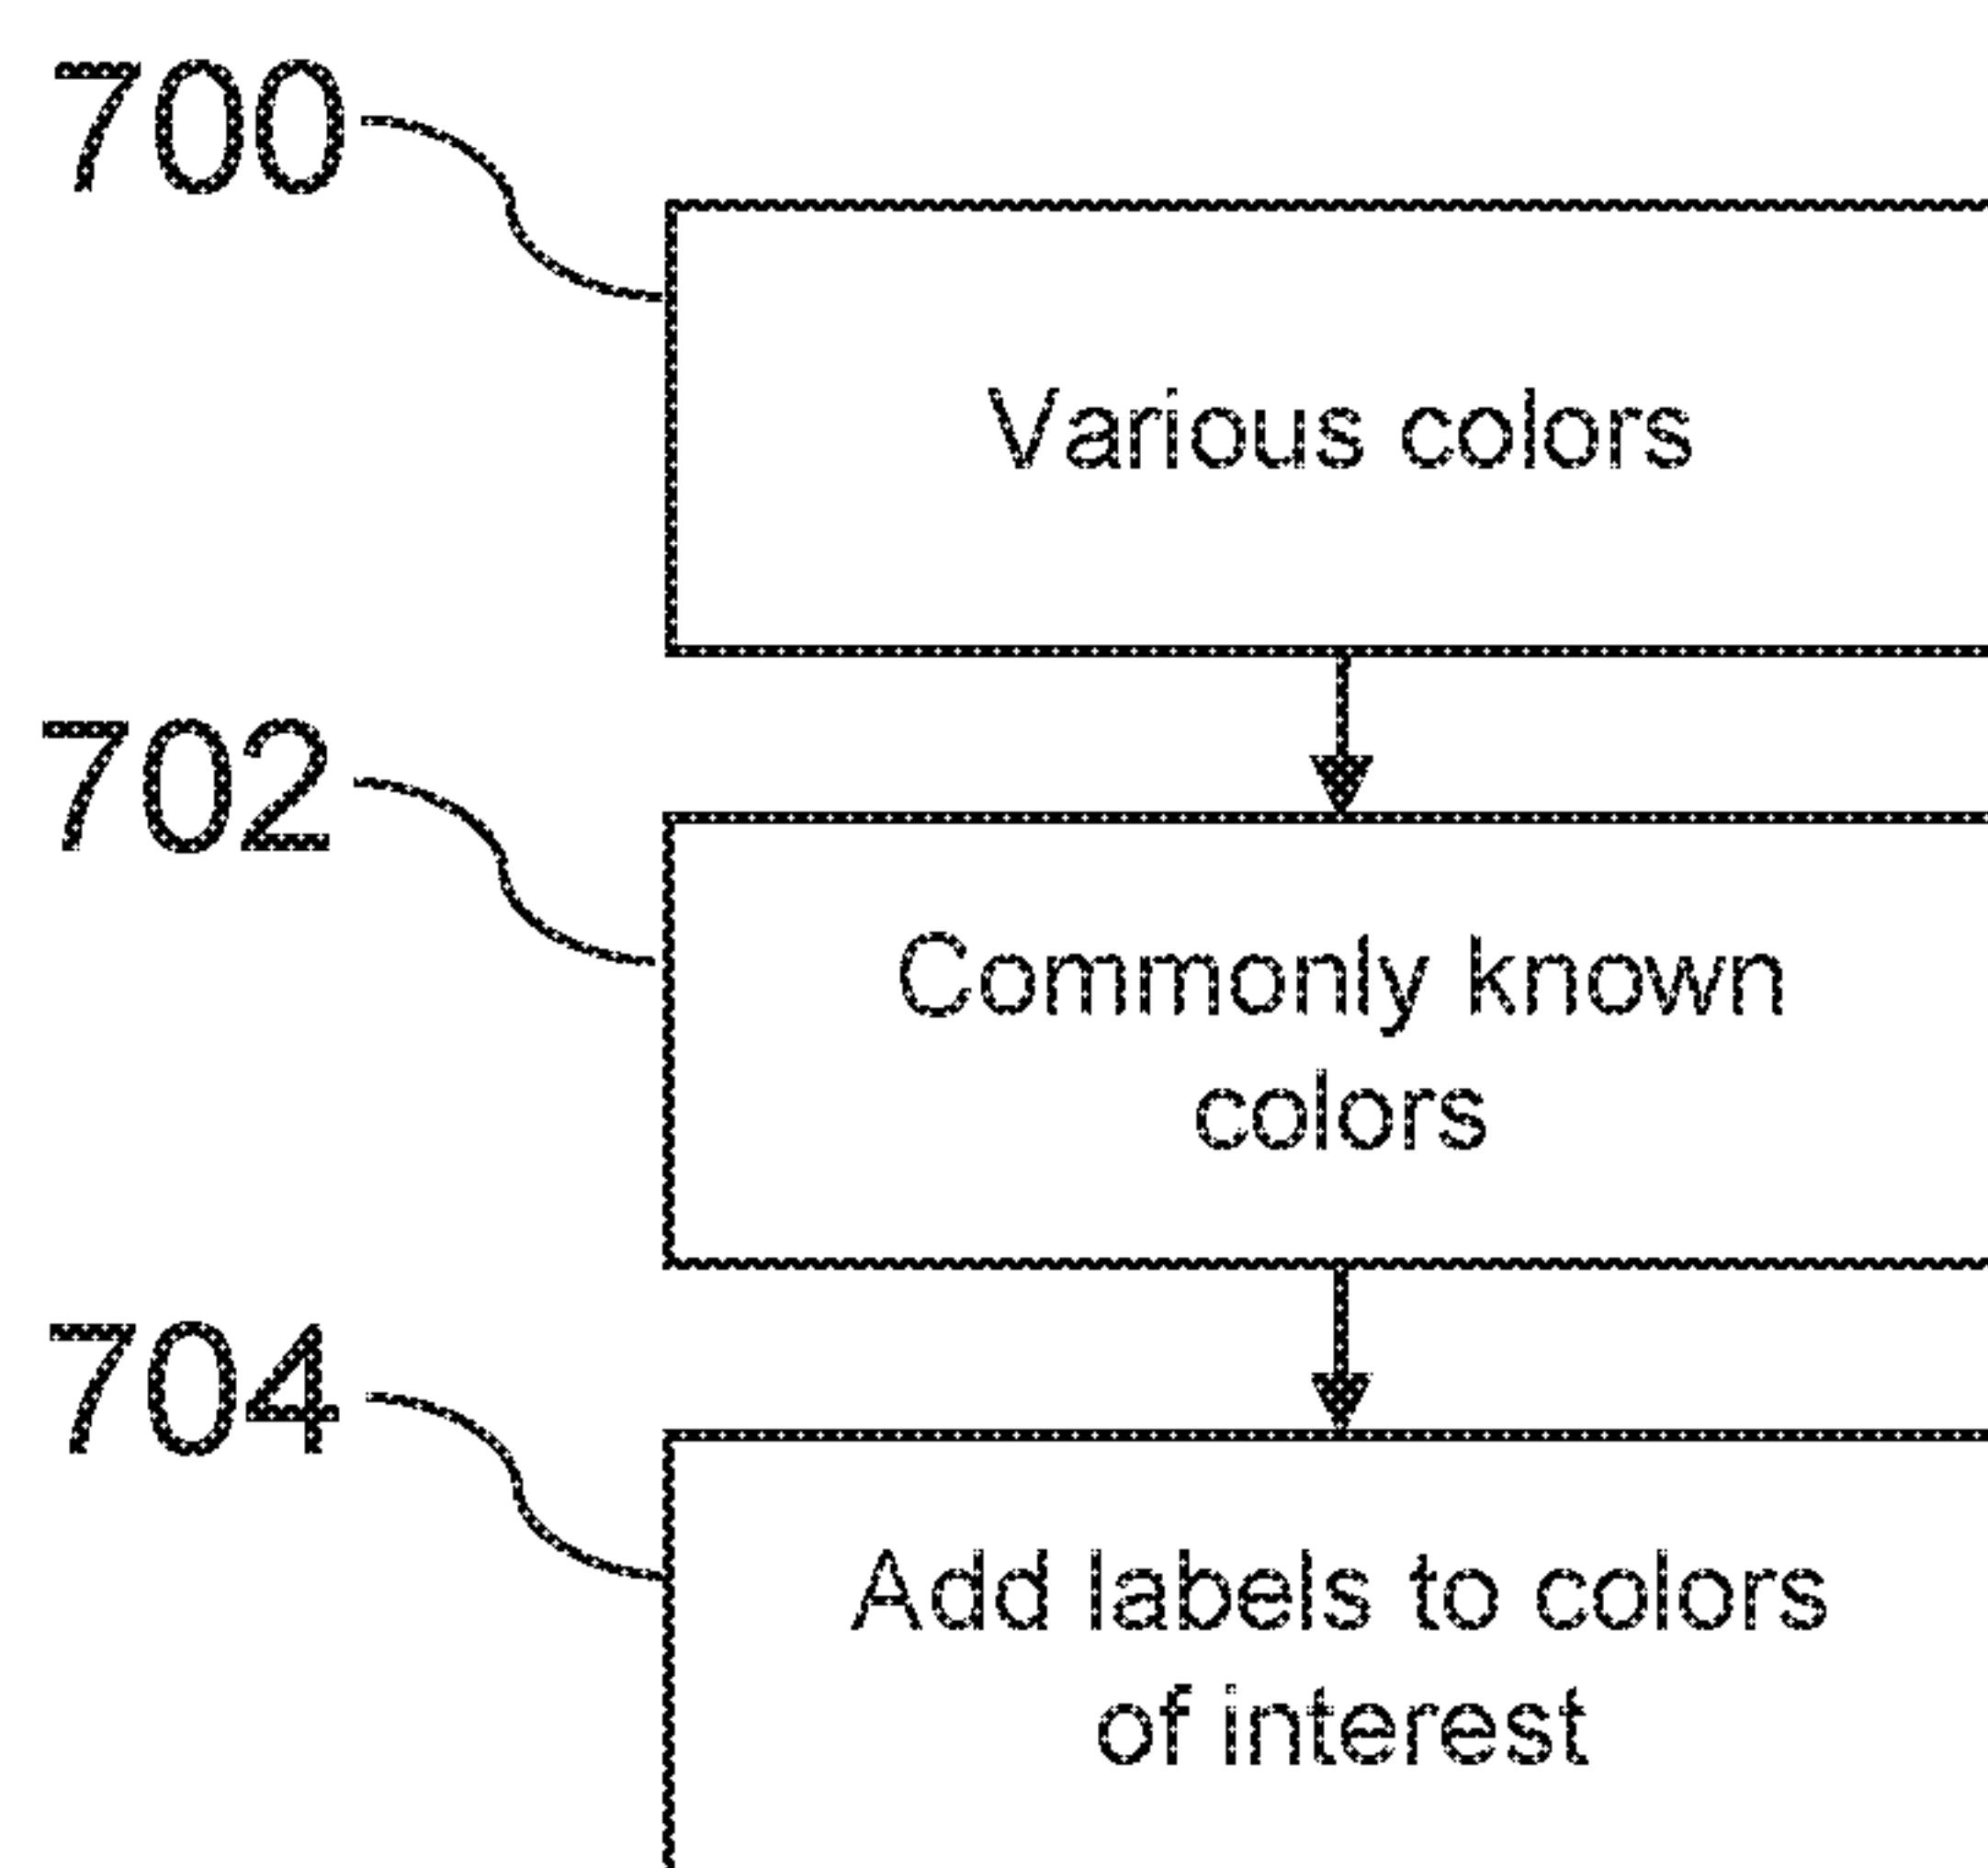 700
Various colors
702
Commonly known
colors
704
Add labels to colors
of interest